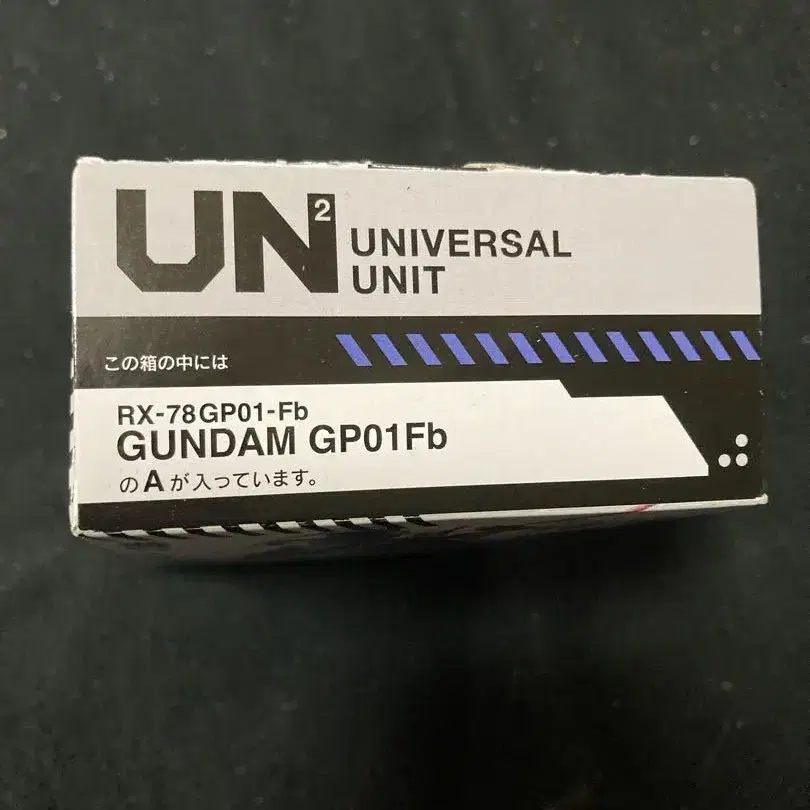 UN² UNIVERSAL
UNIT
この箱の中には
RX-78GP01-Fb
GUNDAM GP01Fb
のAが入っています。